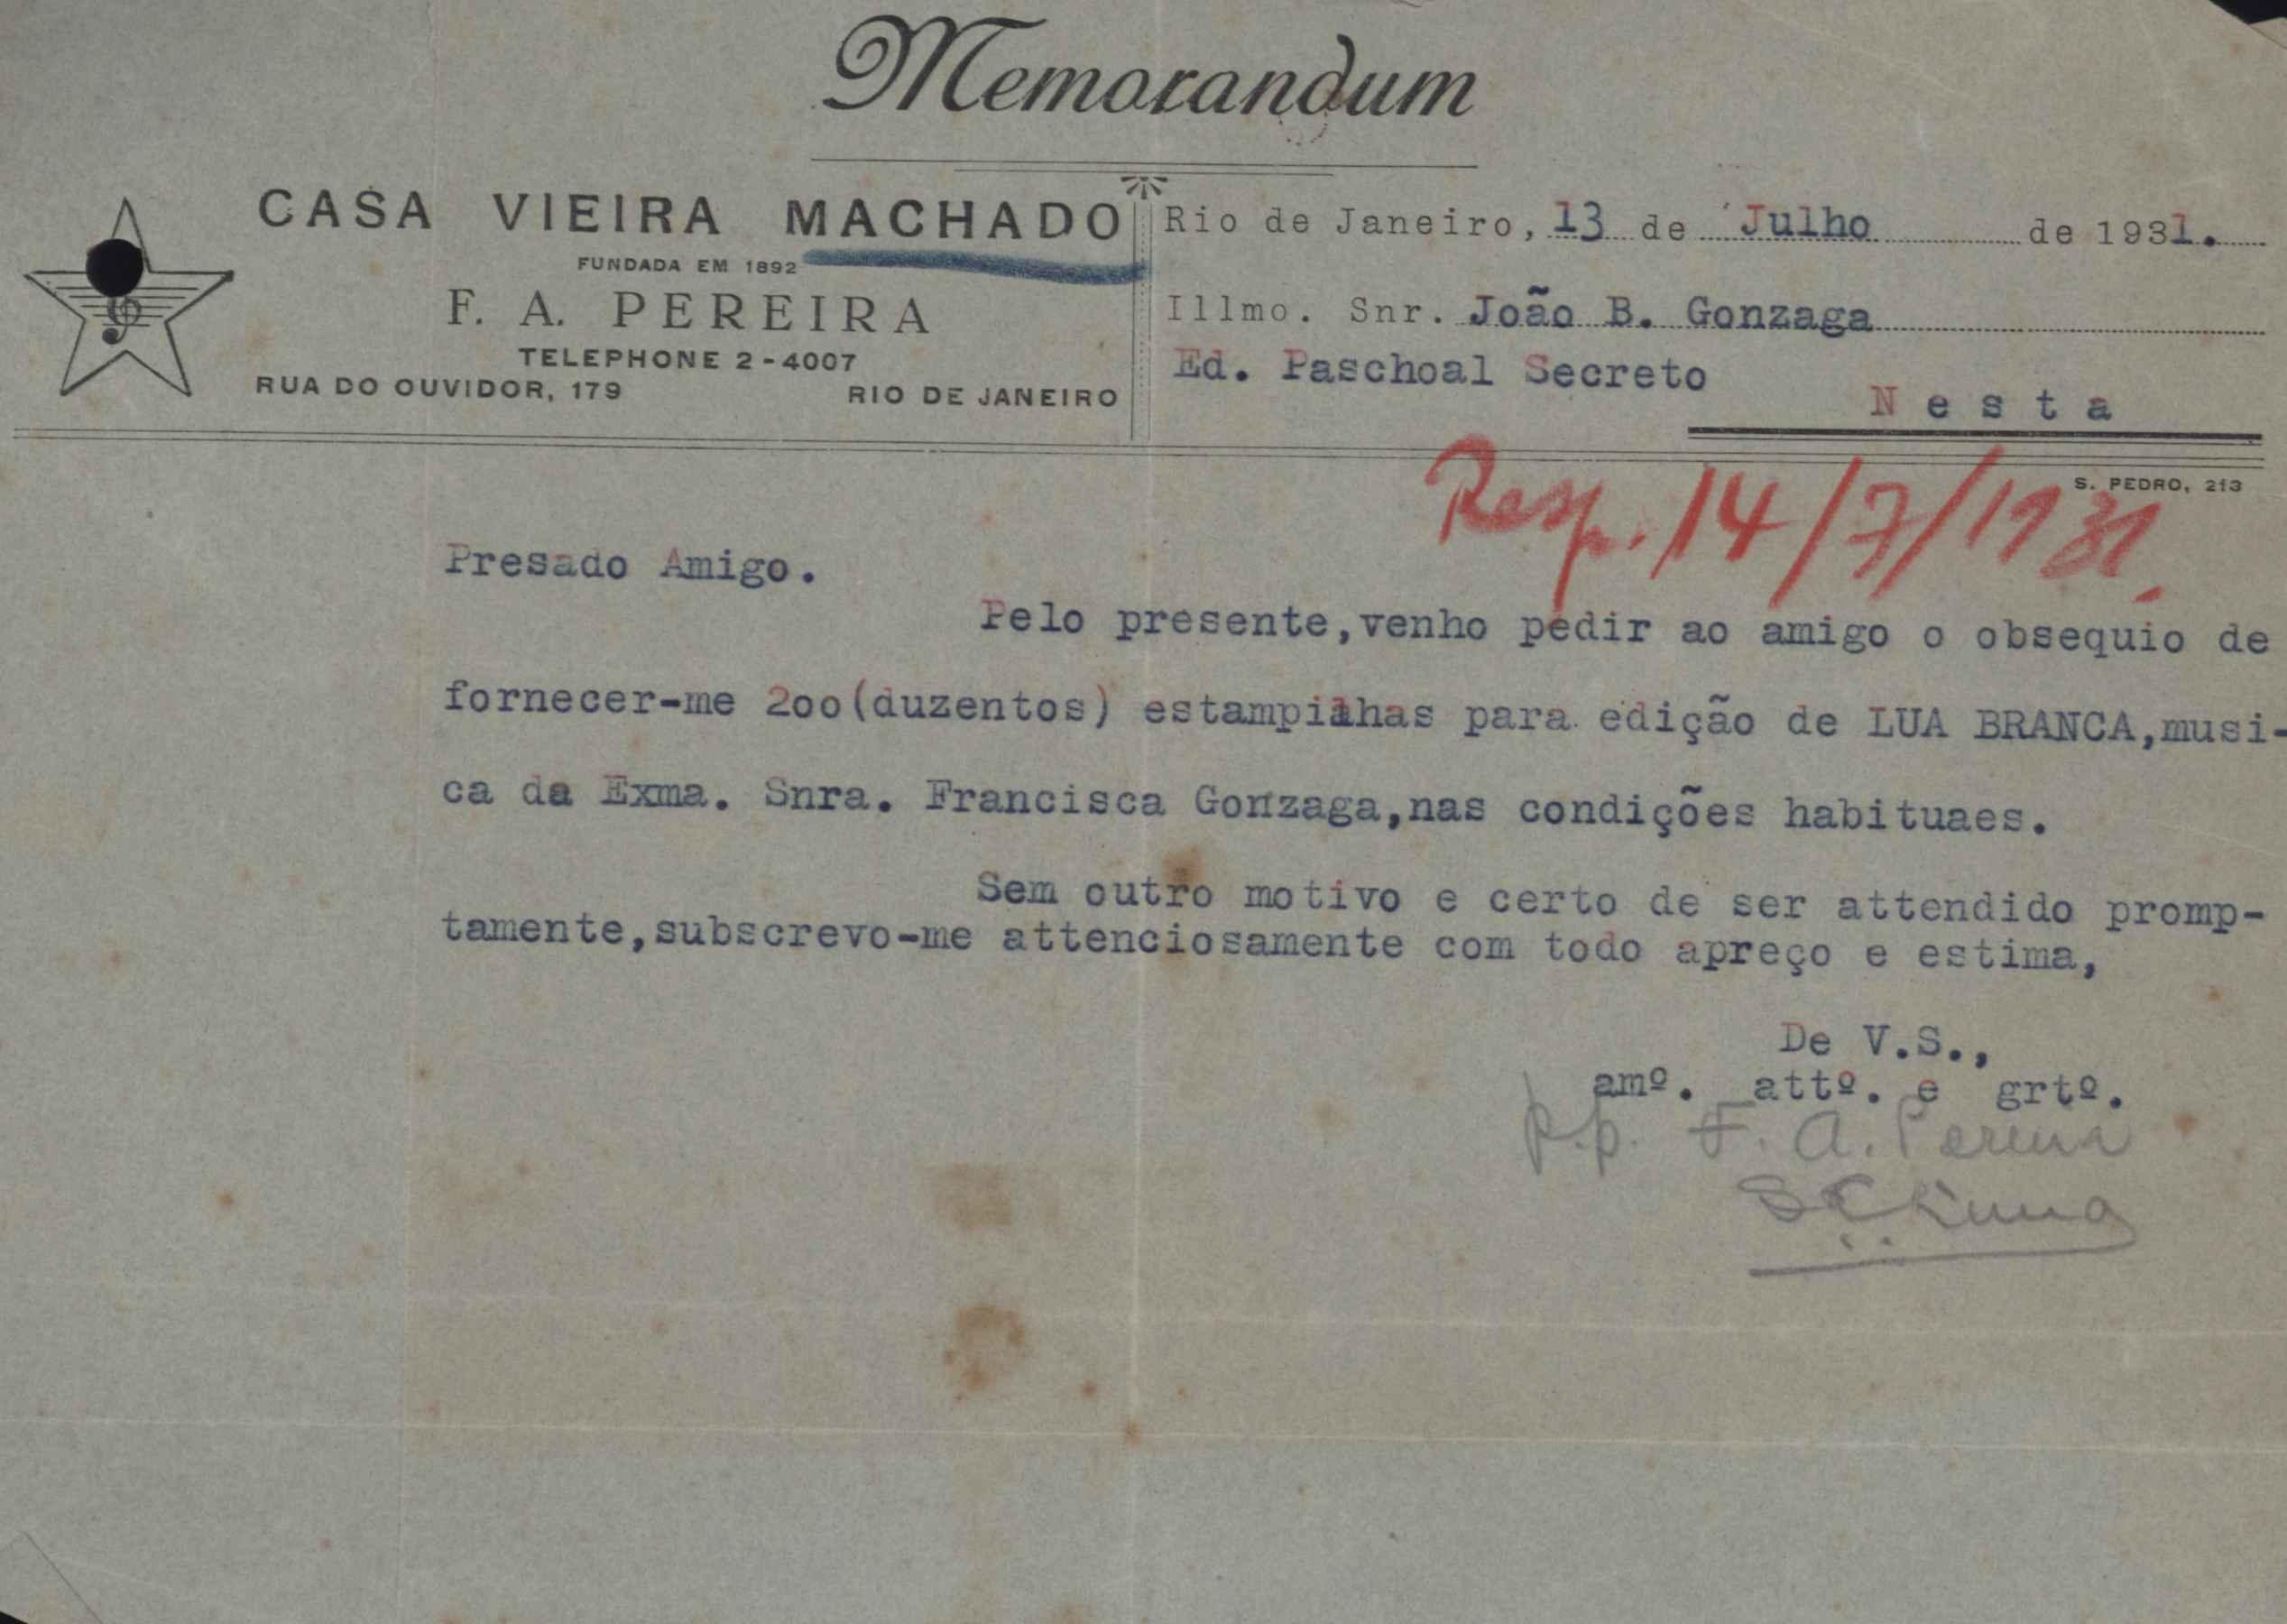 Memorandum
CASA VIEIRA MACHADO
FUNDADA EM 1892
F. A. PEREIRA
TELEPHONE 2-4007
RUA DO OUVIDOR, 179 RIO DE JANEIRO
Rio de Janeiro, 13 de Julho de 1931.
Illmo. Snr. João B. Gonzaga
Ed. Paschoal Secreto
Nesta
S. PEDRO, 213
Resp. 14/7/1931.
Presado Amigo.
Pelo presente,venho pedir ao amigo o obsequio de
fornecer-me 2oo(duzentos) estampilhas para edição de LUA BRANCA,musi-
ca da Exma. Snra. Francisca Gonzaga,nas condições habituaes.
Sem outro motivo e certo de ser attendido promp-
tamente,subscrevo-me attenciosamente com todo apreço e estima,
De V.S.,
amº. attº. e grtº.
p.p. F. A. Pereira